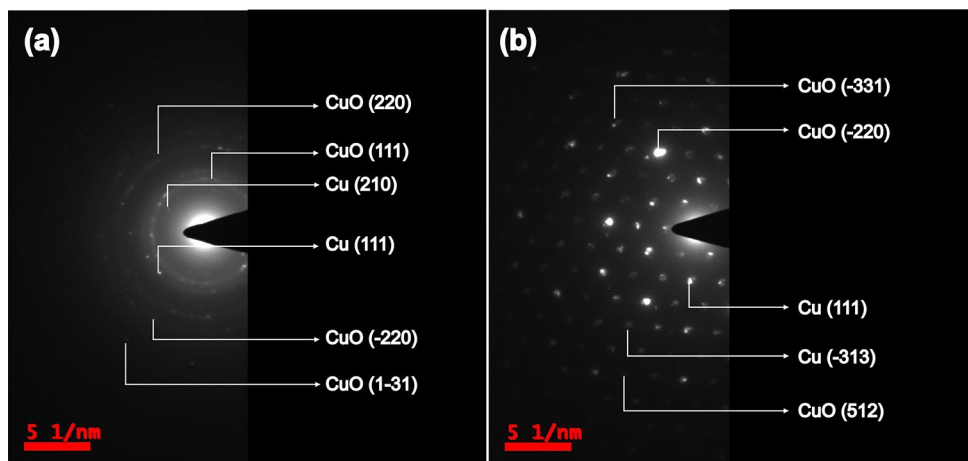 (a)
CuO (220)
CuO (111)
Cu (210)
Cu (111)
CuO (-220)
CuO (1-31)
5 1/nm
(b)
CuO (-331)
CuO (-220)
Cu (111)
Cu (-313)
CuO (512)
5 1/nm